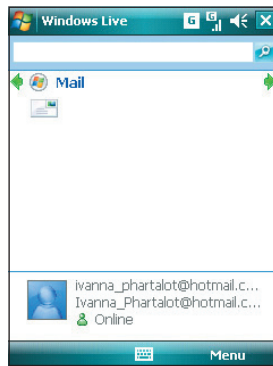 Windows Live
G
G
Mail
ivanna_phartalot@hotmail.c...
Ivanna_Phartalot@hotmail.c...
Online
Menu